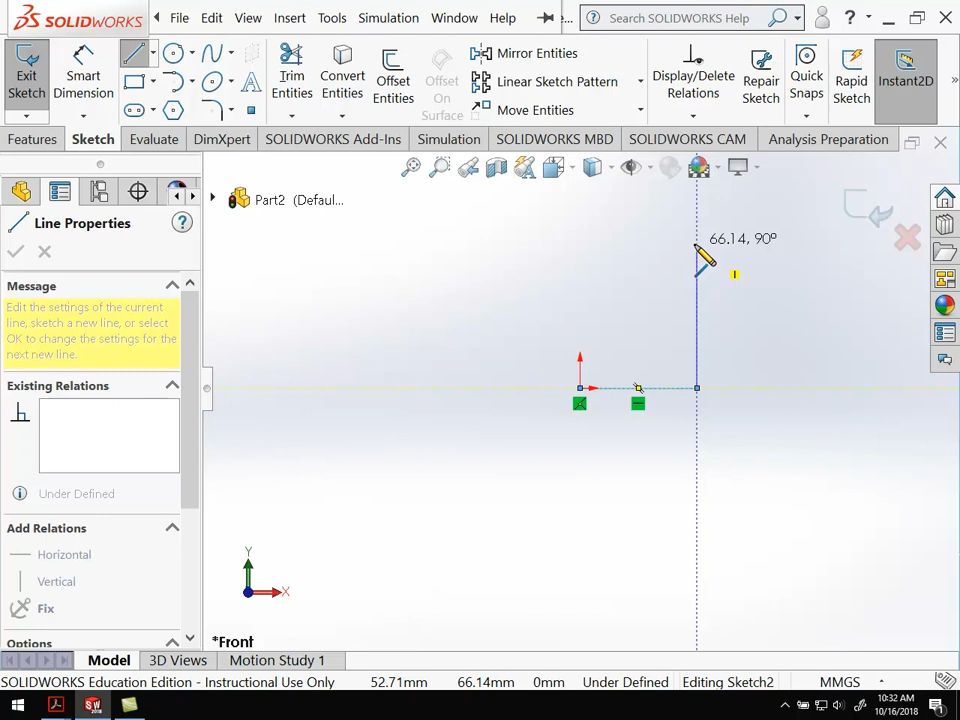 SOLIDWORKS
File Edit View Insert Tools Simulation Window Help e...
Search SOLIDWORKS Help
?
Exit Sketch
Smart Dimension
A
Trim Entities
Convert Entities
Offset Entities
Offset On Surface
Mirror Entities
Linear Sketch Pattern
Move Entities
Display/Delete Relations
Repair Sketch
Quick Snaps
Rapid Sketch
Instant2D
Features Sketch Evaluate DimXpert SOLIDWORKS Add-Ins Simulation SOLIDWORKS MBD SOLIDWORKS CAM Analysis Preparation
Part2 (Defaul...
Line Properties
?
Message
Edit the settings of the current
line, sketch a new line, or select
OK to change the settings for the
next new line.
Existing Relations
Under Defined
Add Relations
Horizontal
Vertical
Fix
Options
66.14, 90°
Y
X
*Front
Model 3D Views Motion Study 1
SOLIDWORKS Education Edition - Instructional Use Only 52.71mm 66.14mm 0mm Under Defined Editing Sketch2 MMGS
SW
2018
10:32 AM
10/16/2018
1